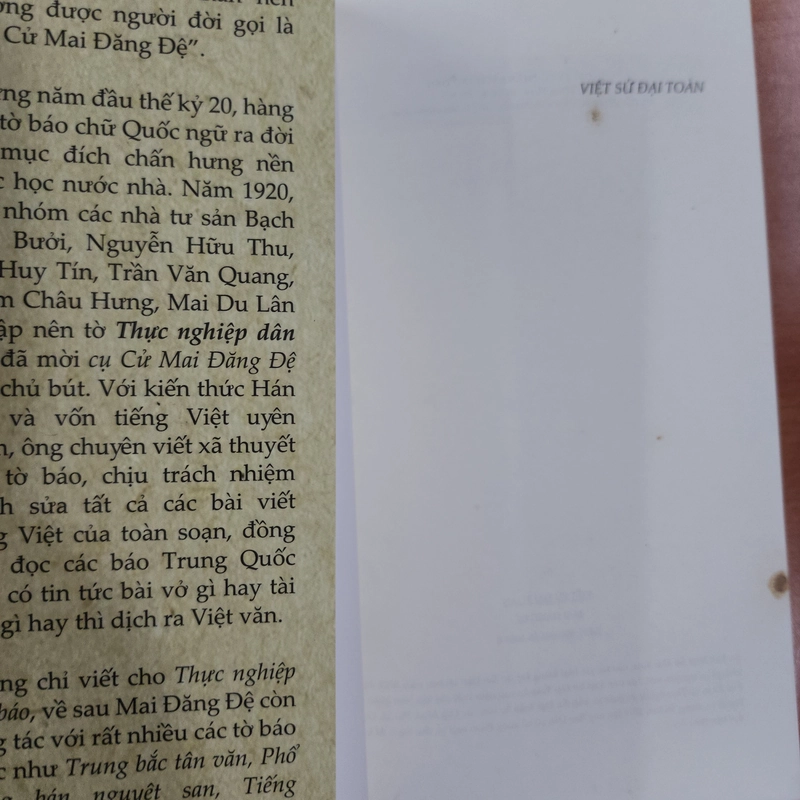 được người đời gọi là
Cử Mai Đăng Đệ”.
năm đầu thế kỷ 20, hàng
tờ báo chữ Quốc ngữ ra đời
mục đích chấn hưng nền
học nước nhà. Năm 1920,
nhóm các nhà tư sản Bạch
Bưởi, Nguyễn Hữu Thu,
Huy Tín, Trần Văn Quang,
Châu Hưng, Mai Du Lân
nên tờ Thực nghiệp dân
đã mời cụ Cử Mai Đăng Đệ
chủ bút. Với kiến thức Hán
và vốn tiếng Việt uyên
ông chuyên viết xã thuyết
tờ báo, chịu trách nhiệm
sửa tất cả các bài viết
Việt của toàn soạn, đồng
đọc các báo Trung Quốc
có tin tức bài vở gì hay tài
gì hay thì dịch ra Việt văn.
chỉ viết cho Thực nghiệp
báo, về sau Mai Đăng Đệ còn
tác với rất nhiều các tờ báo
như Trung bắc tân văn, Phổ
bán nguyệt san, Tiếng
VIỆT SỬ ĐẠI TOÀN